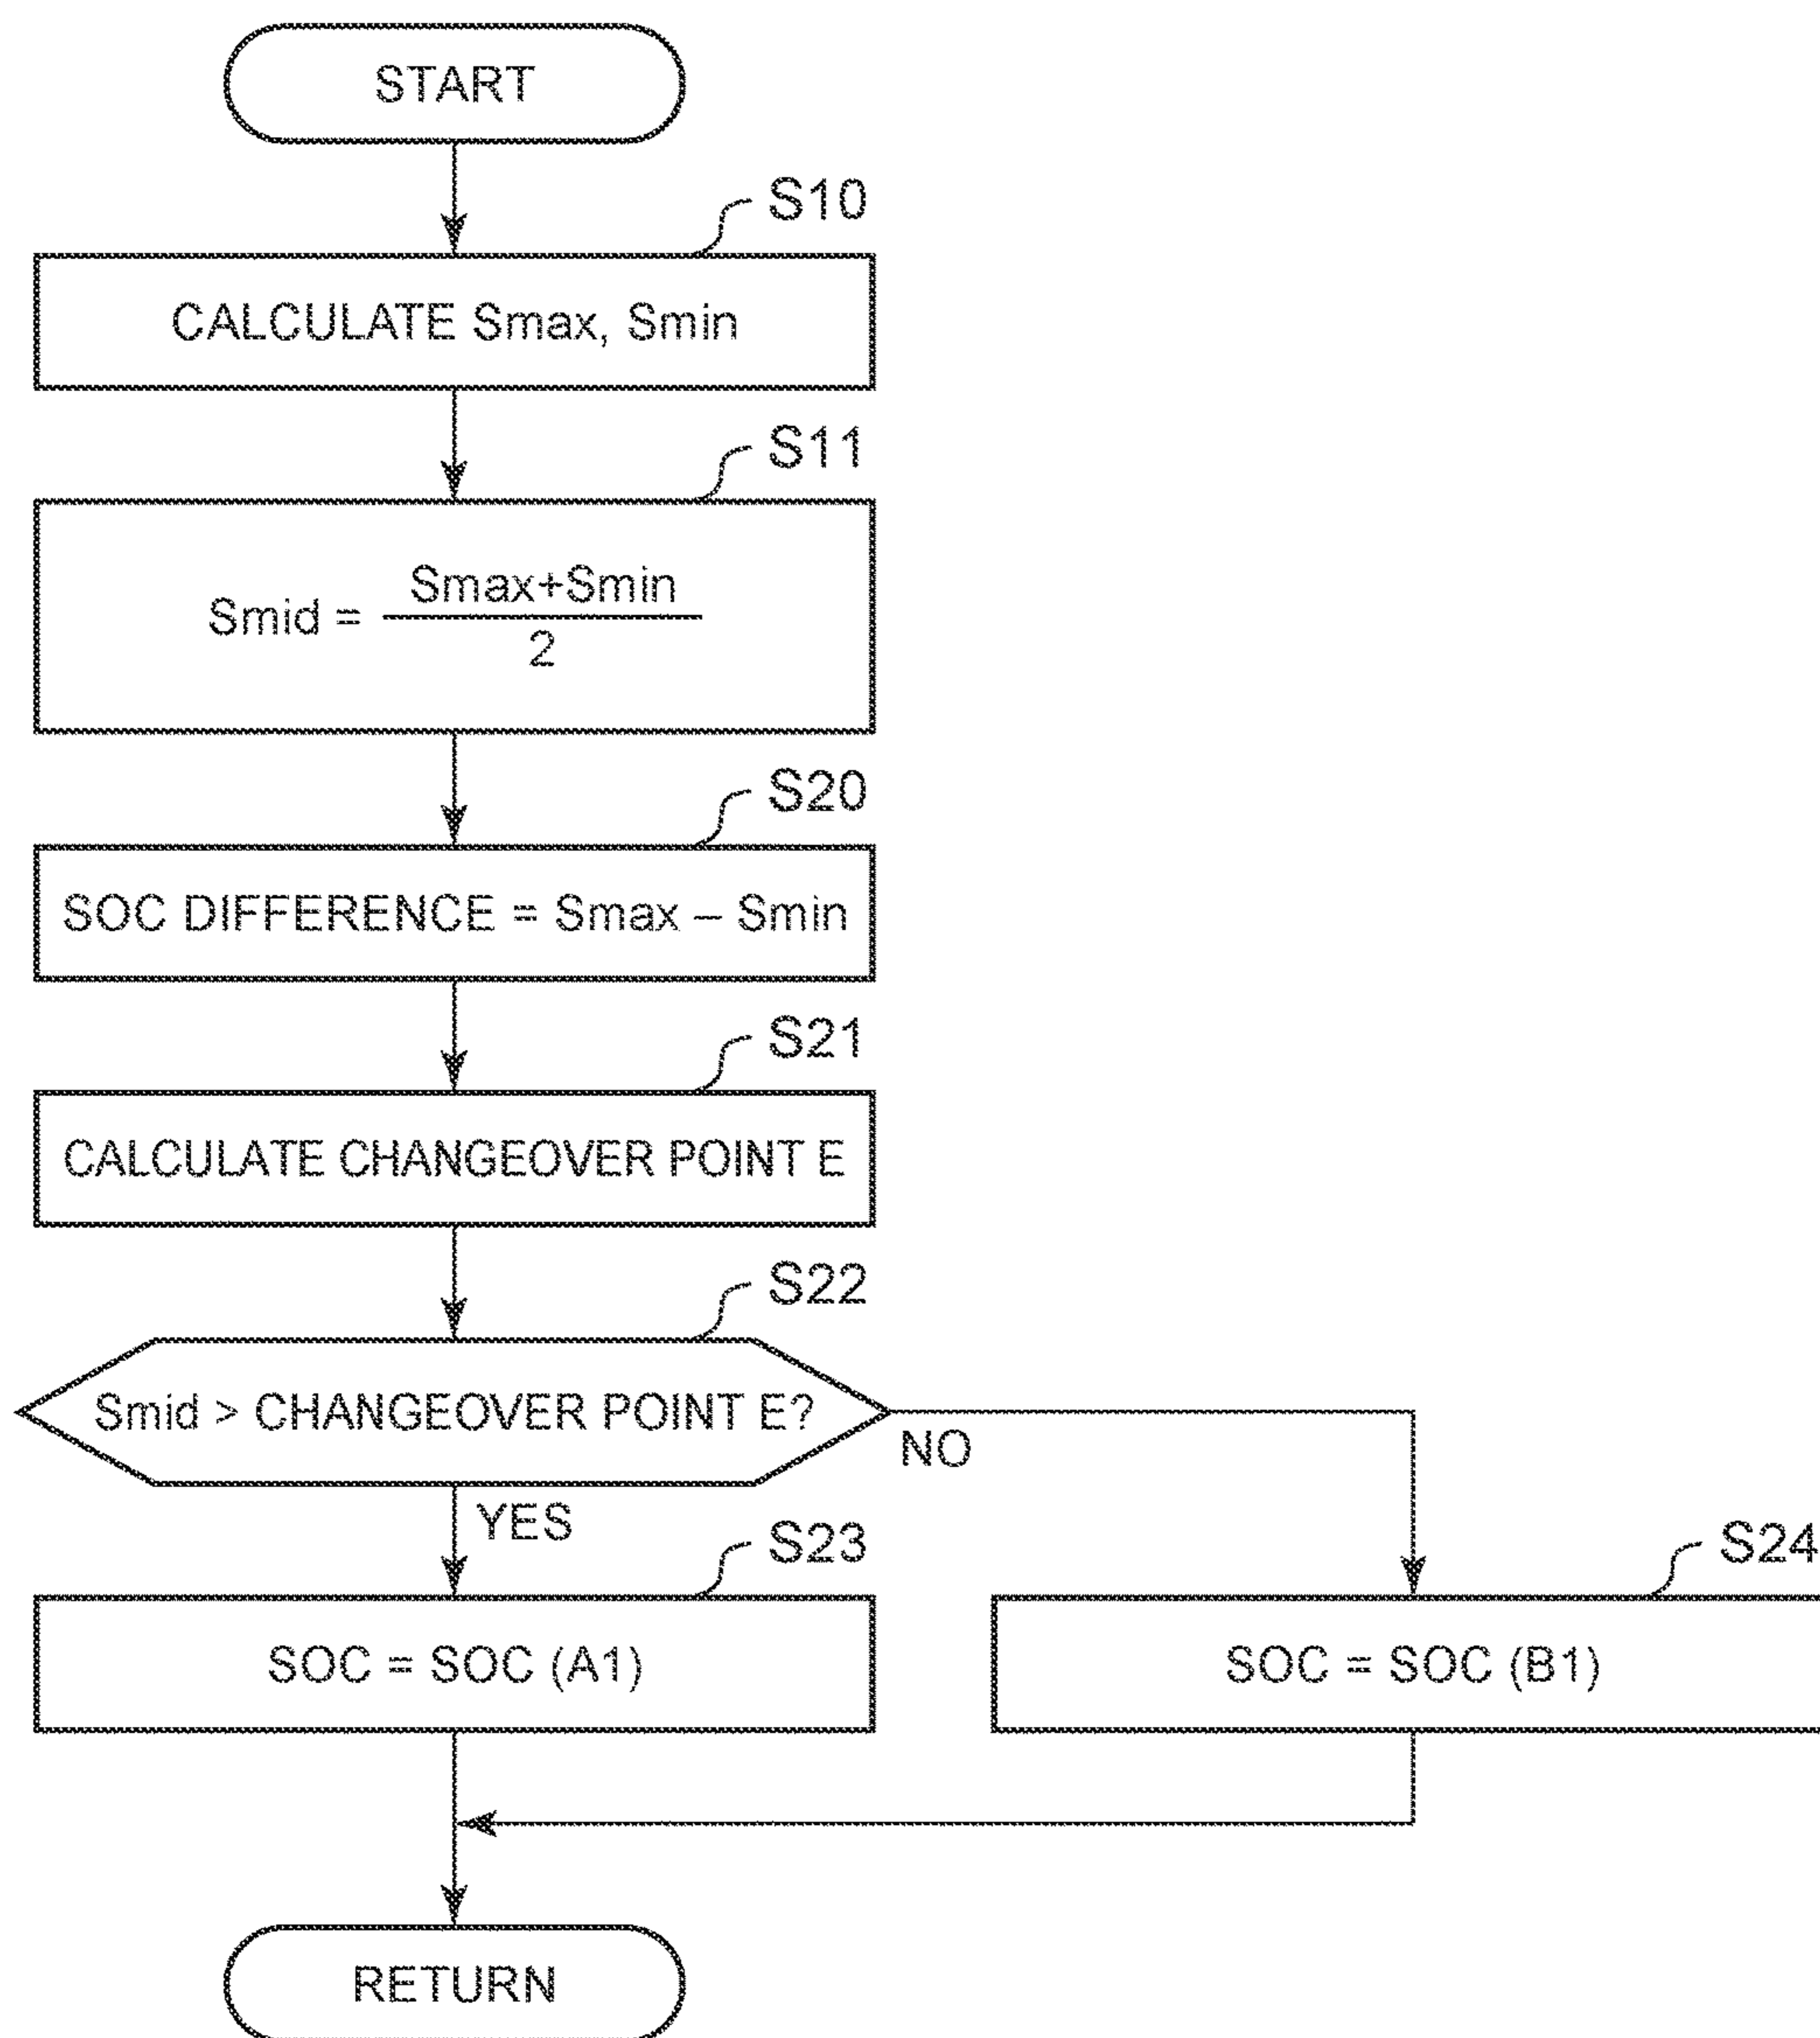 START
S10
CALCULATE Smax, Smin
S11
Smid = Smax+Smin
2
S20
SOC DIFFERENCE = Smax – Smin
S21
CALCULATE CHANGEOVER POINT E
S22
Smid > CHANGEOVER POINT E?
NO
YES
S23
SOC = SOC (A1)
S24
SOC = SOC (B1)
RETURN